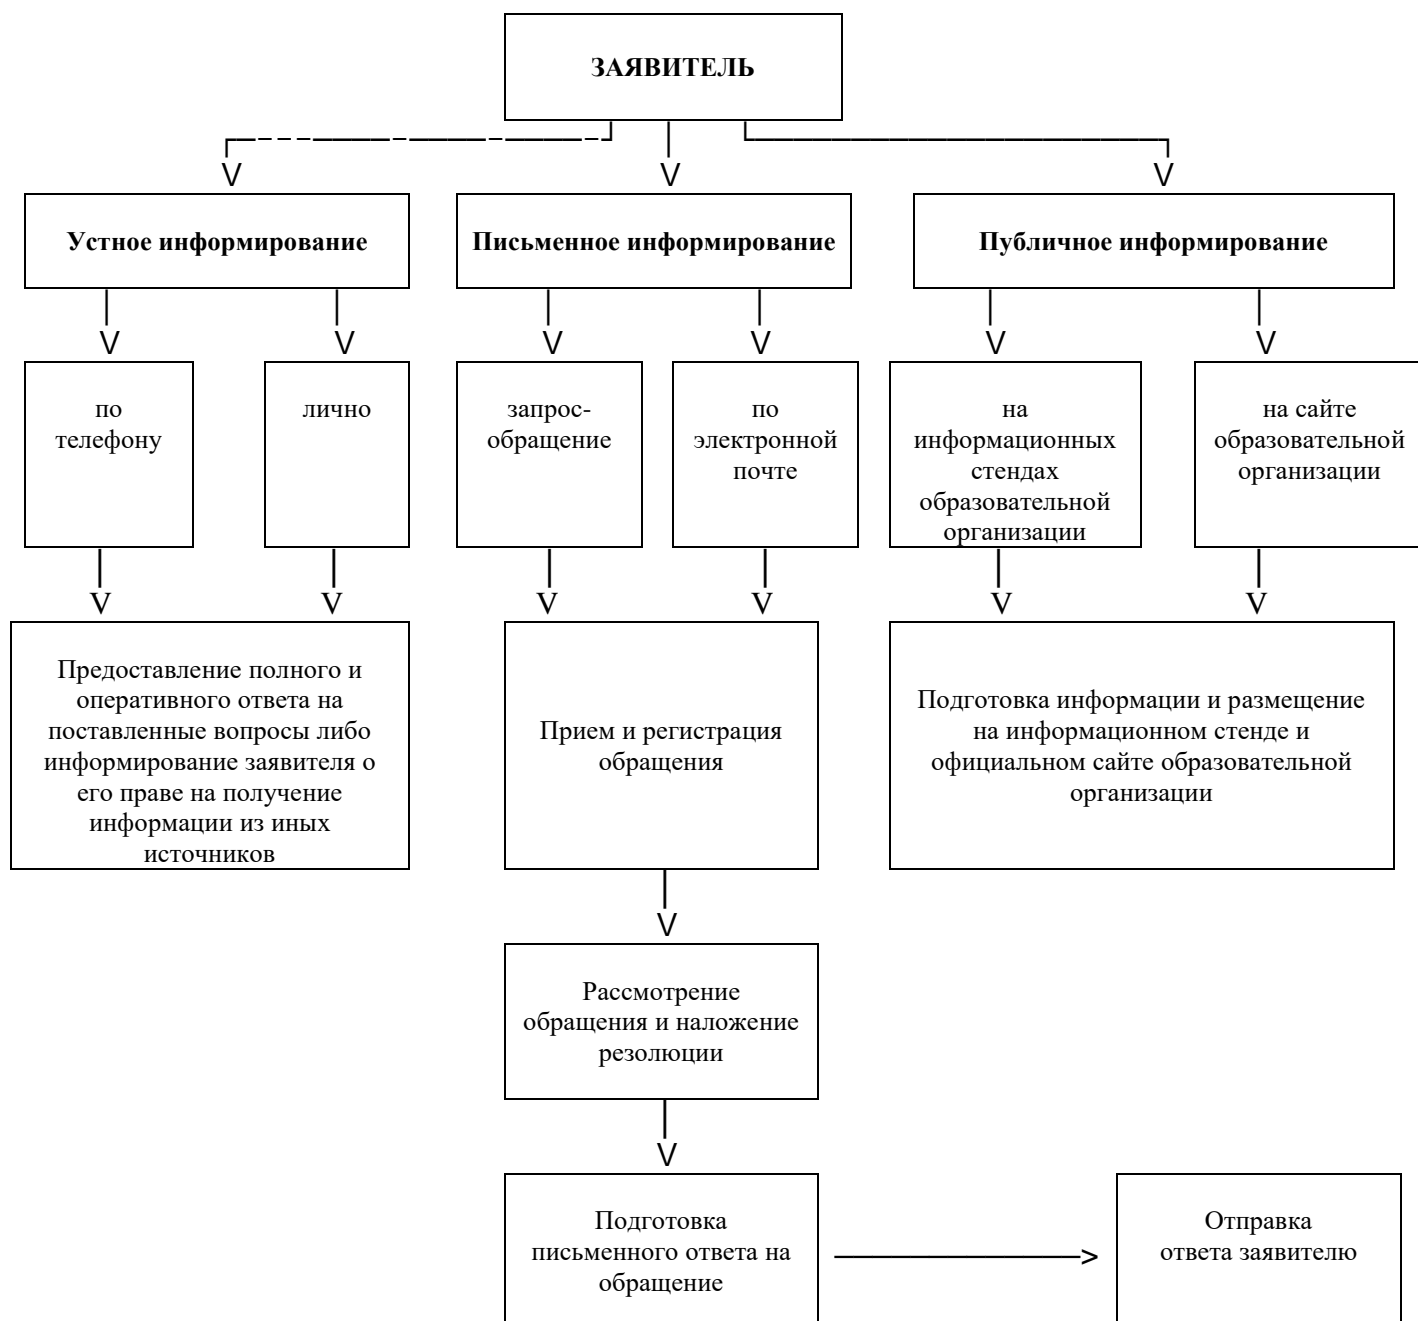 ЗАЯВИТЕЛЬ
Устное информирование
Письменное информирование
Публичное информирование
по
телефону
лично
запрос-
обращение
по
электронной
почте
на
информационных
стендах
образовательной
организации
на сайте
образовательной
организации
Предоставление полного и
оперативного ответа на
поставленные вопросы либо
информирование заявителя о
его праве на получение
информации из иных
источников
Прием и регистрация
обращения
Подготовка информации и размещение
на информационном стенде и
официальном сайте образовательной
организации
Рассмотрение
обращения и наложение
резолюции
Подготовка
письменного ответа на
обращение
Отправка
ответа заявителю